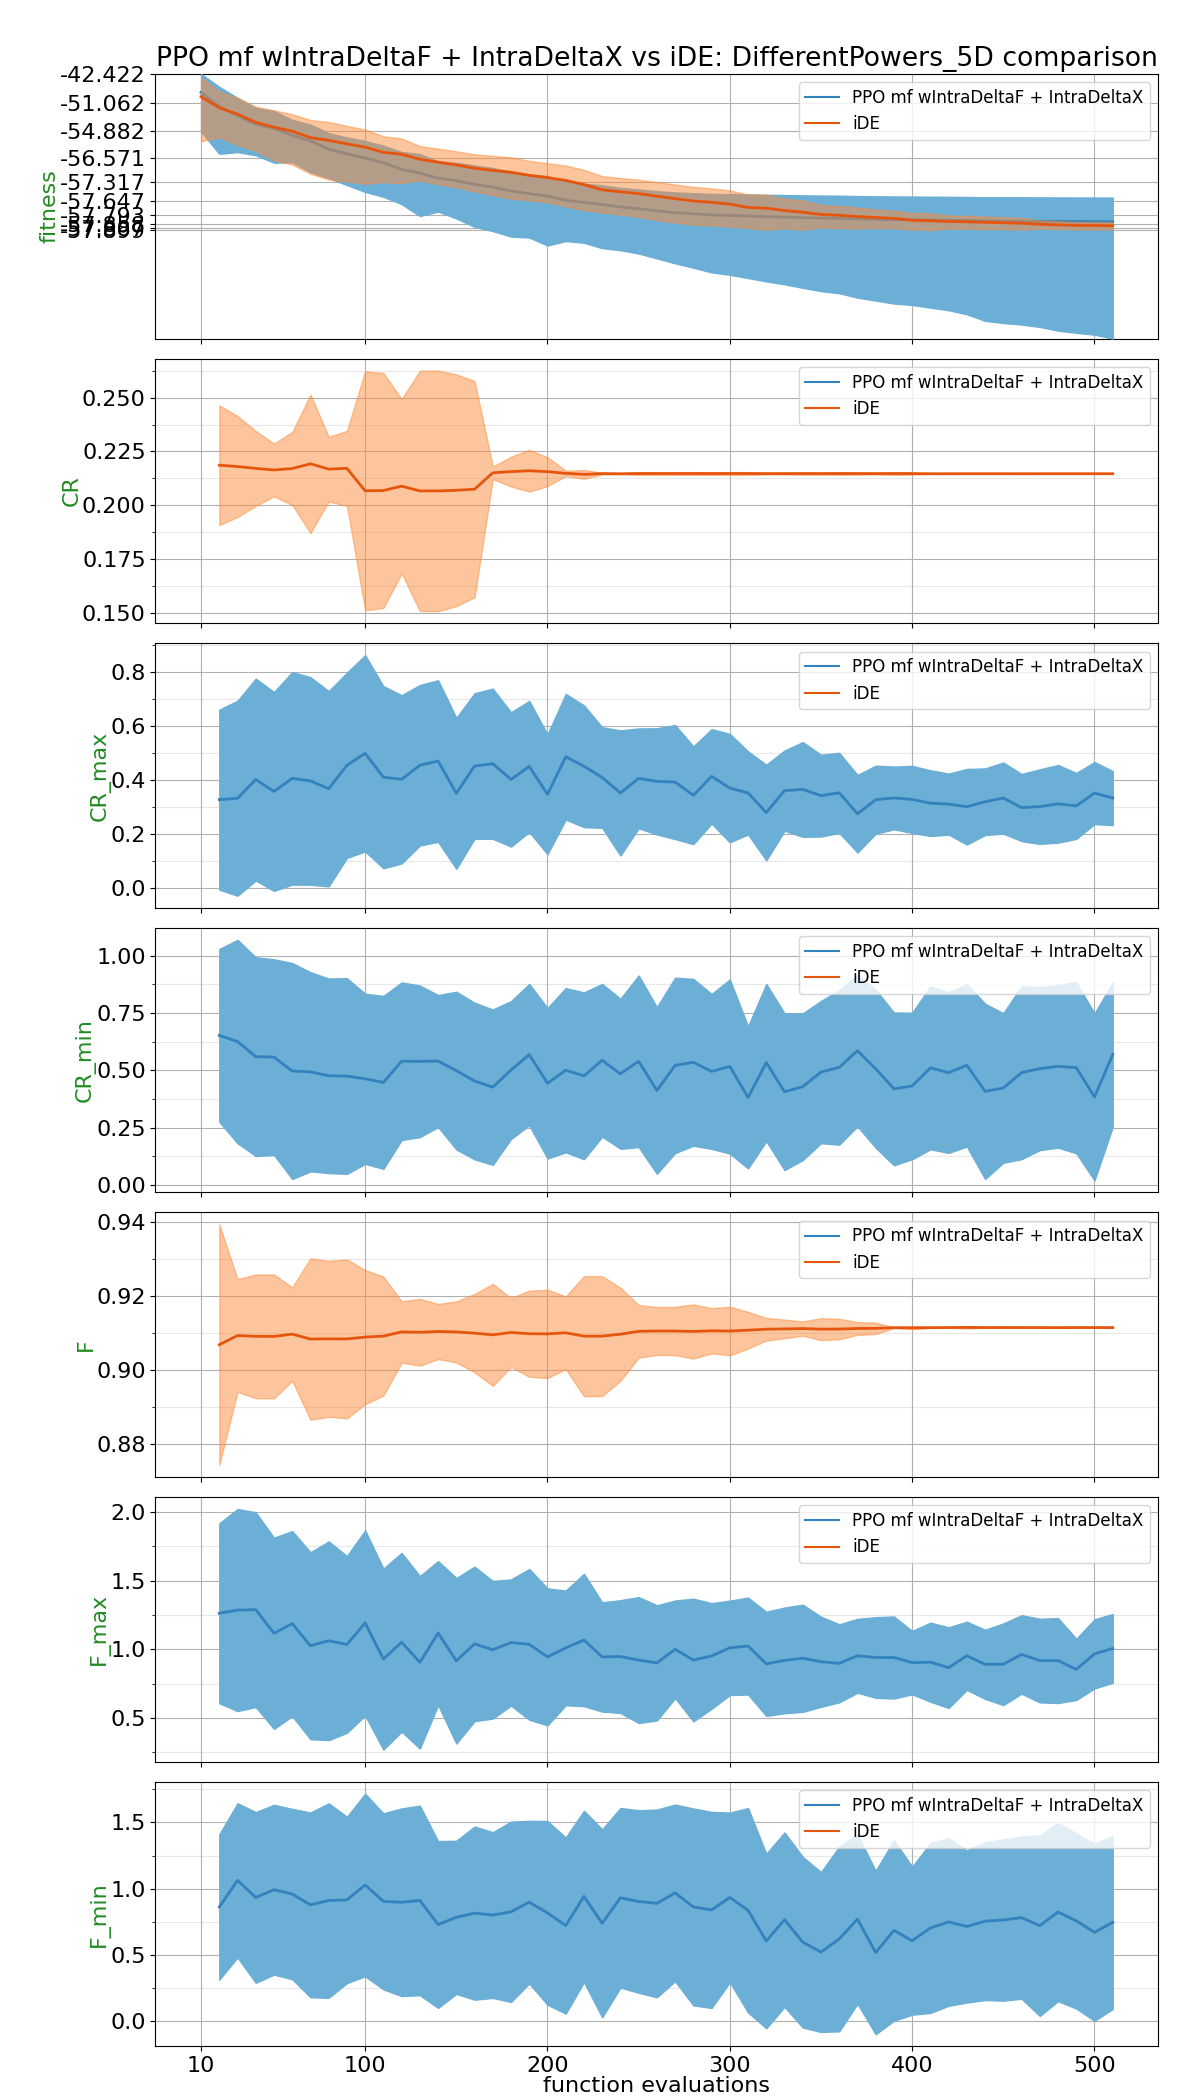 PPO mf wIntraDeltaF + IntraDeltaX vs iDE: DifferentPowers_5D comparison
-42.422
-51.062
-54.882
-56.571
-57.317
-57.647
-57.793
fitness
PPO mf wIntraDeltaF + IntraDeltaX
iDE
0.250
0.225
0.200
0.175
0.150
CR
PPO mf wIntraDeltaF + IntraDeltaX
iDE
0.8
0.6
0.4
0.2
0.0
CR_max
PPO mf wIntraDeltaF + IntraDeltaX
iDE
1.00
0.75
0.50
0.25
0.00
CR_min
PPO mf wIntraDeltaF + IntraDeltaX
iDE
0.94
0.92
0.90
0.88
F
PPO mf wIntraDeltaF + IntraDeltaX
iDE
2.0
1.5
1.0
0.5
F_max
PPO mf wIntraDeltaF + IntraDeltaX
iDE
1.5
1.0
0.5
0.0
F_min
PPO mf wIntraDeltaF + IntraDeltaX
iDE
10 100 200 300 400 500
function evaluations